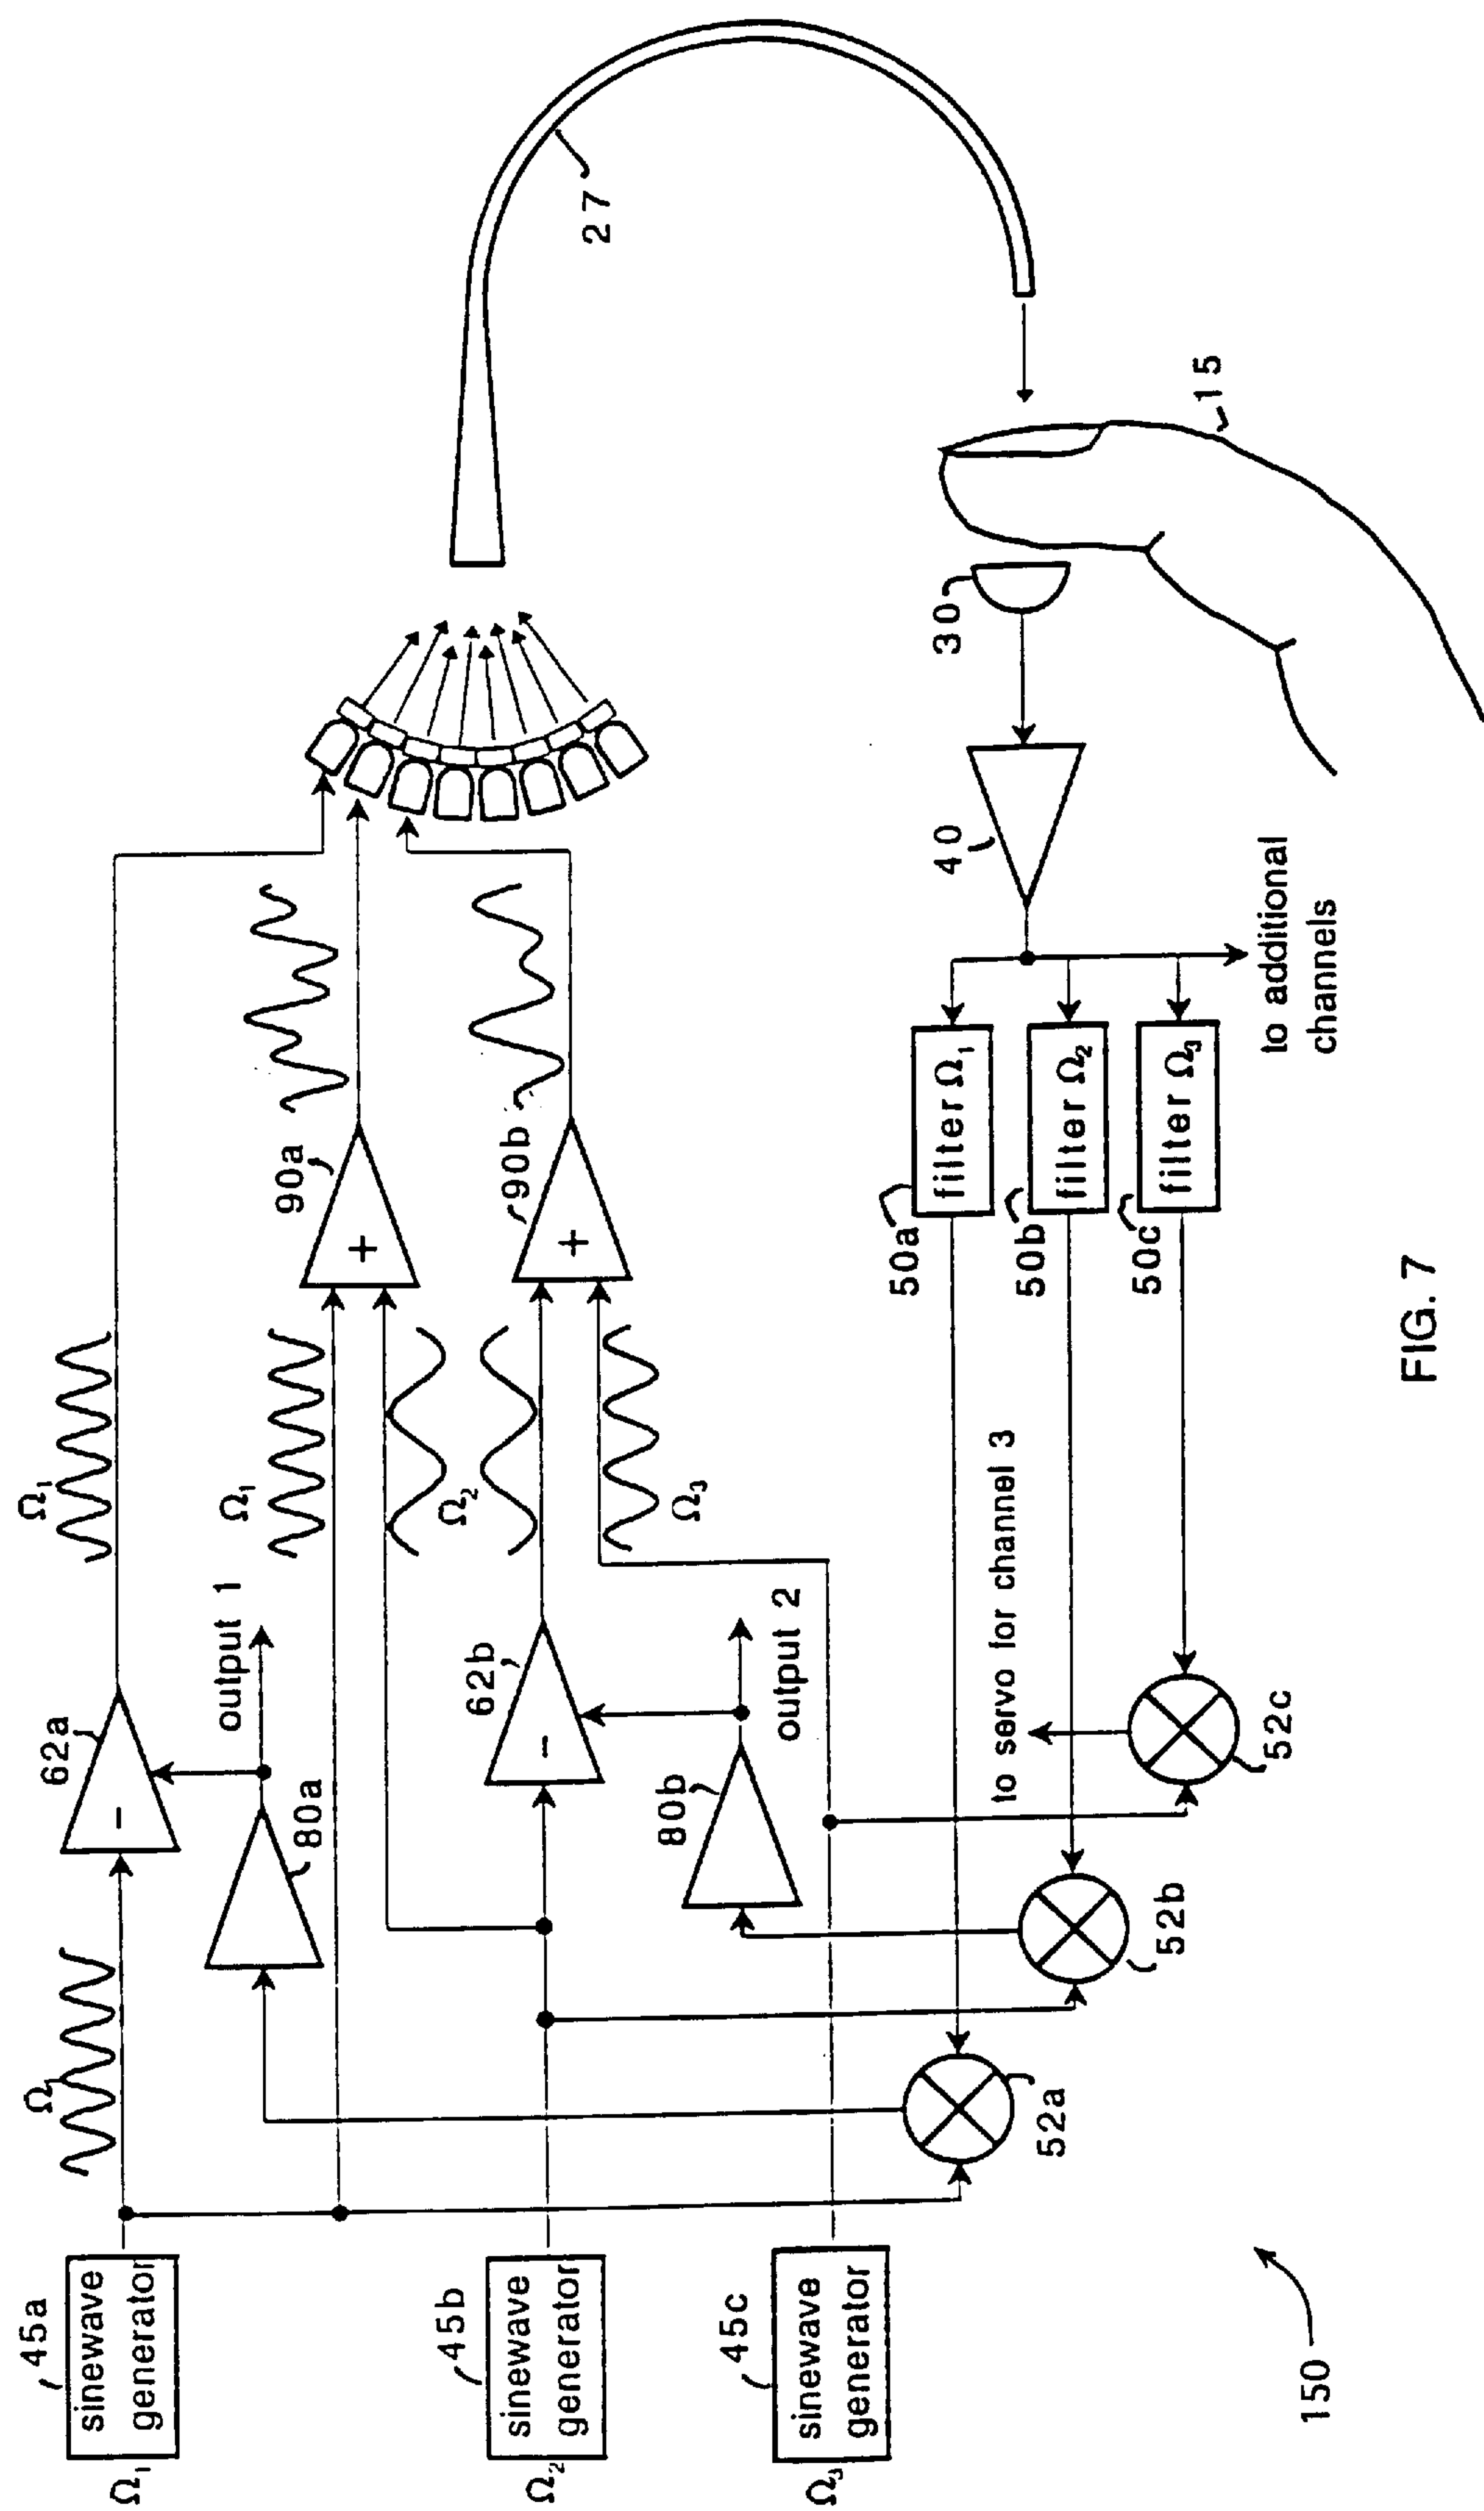 Ω₁
45a
sinewave
generator
Ω₂
45b
sinewave
generator
Ω₃
45c
sinewave
generator
150
Ω₁
62a
80a
output 1
Ω₁
Ω₁
Ω₂
62b
80b
output 2
Ω₃
90a
90b
52a
52b
52c
to servo for channel 3
50a
filter Ω₁
50b
filter Ω₂
50c
filter Ω₃
to additional
channels
40
30
15
27
FIG. 7